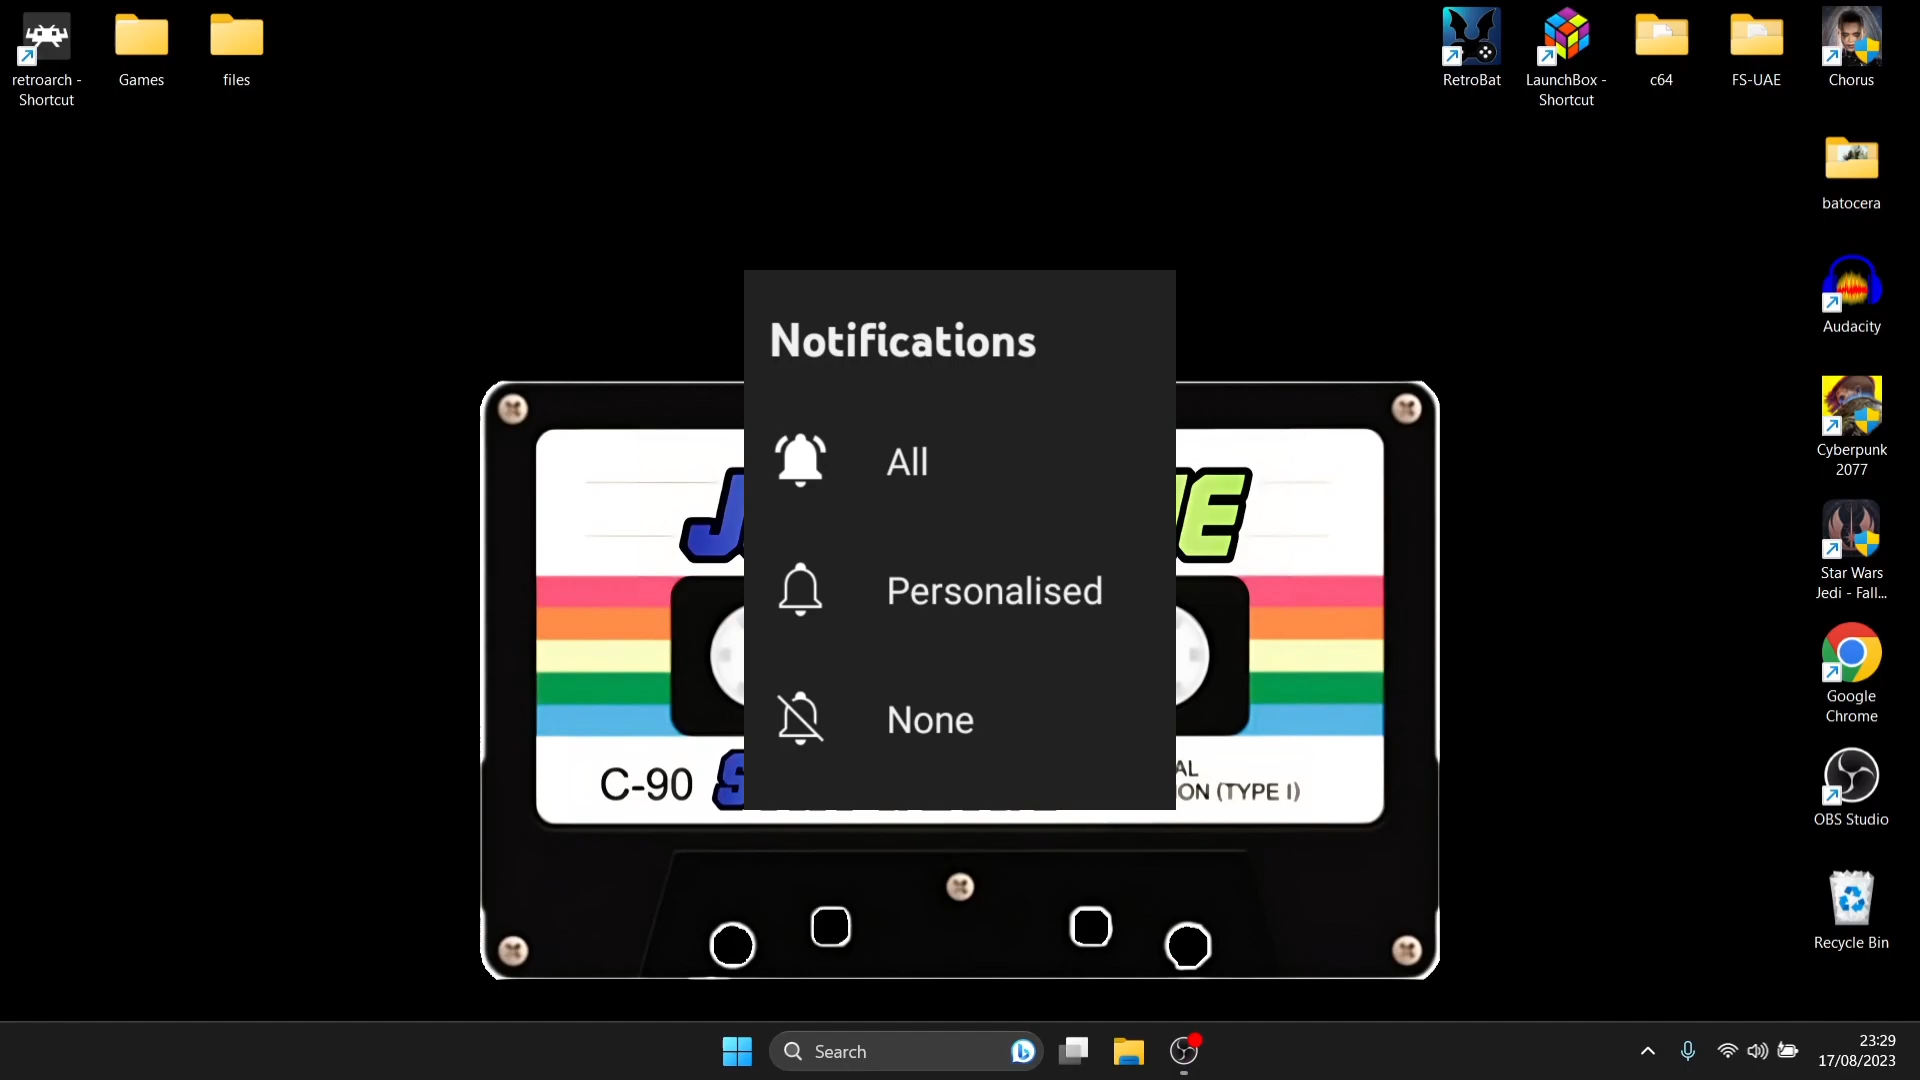 retroarch -
Shortcut
Games
files
RetroBat
LaunchBox -
Shortcut
c64
FS-UAE
Chorus
batocera
Audacity
Cyberpunk
2077
Star Wars
Jedi - Fall...
Google
Chrome
OBS Studio
Recycle Bin
Notifications
All
Personalised
None
J
E
C-90
S
AL
ON (TYPE I)
Search
23:29
17/08/2023